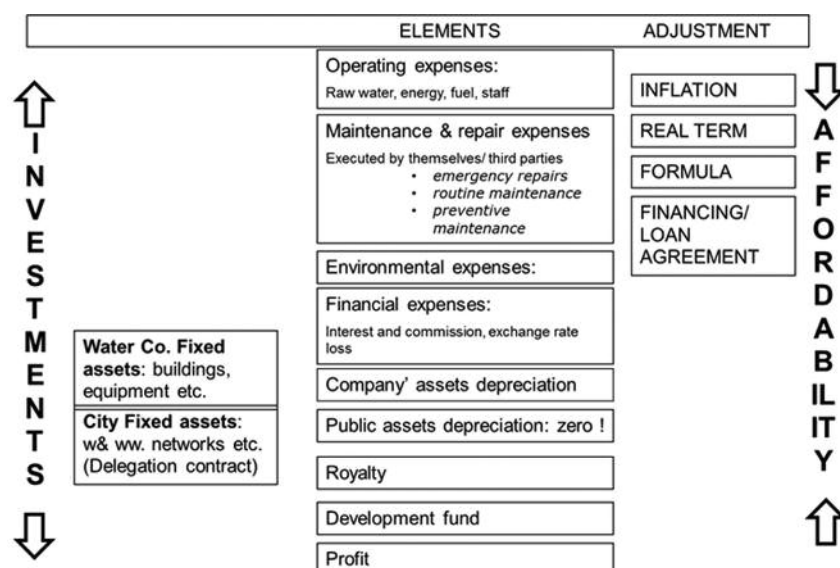 ELEMENTS
ADJUSTMENT
INVESTMENTS
Water Co. Fixed
assets: buildings,
equipment etc.
City Fixed assets:
w& ww. networks etc.
(Delegation contract)
Operating expenses:
Raw water, energy, fuel, staff
Maintenance & repair expenses
Executed by themselves/ third parties
• emergency repairs
• routine maintenance
• preventive
maintenance
Environmental expenses:
Financial expenses:
Interest and commission, exchange rate
loss
Company' assets depreciation
Public assets depreciation: zero !
Royalty
Development fund
Profit
INFLATION
REAL TERM
FORMULA
FINANCING/
LOAN
AGREEMENT
AFFORDABILITY